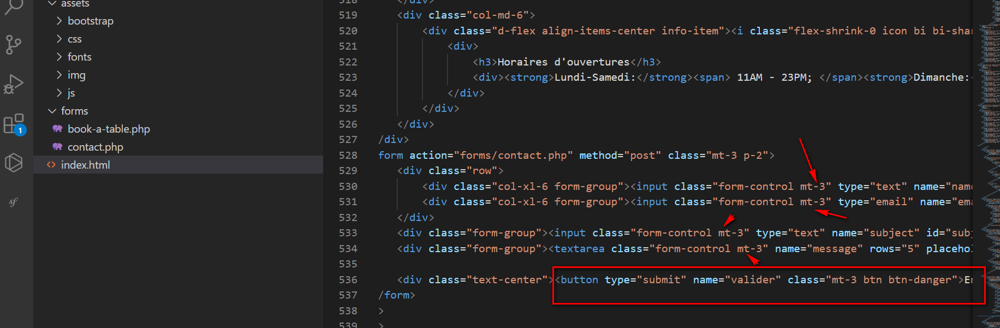 assets
bootstrap
css
fonts
img
js
forms
book-a-table.php
contact.php
index.html
1
518 </div>
519 <div class="col-md-6">
520 <div class="d-flex align-items-center info-item"><i class="flex-shrink-0 icon bi bi-shar
521 <div>
522 <h3>Horaires d'ouvertures</h3>
523 <div><strong>Lundi-Samedi:</strong><span> 11AM - 23PM; </span><strong>Dimanche:<
524 </div>
525 </div>
526 </div>
527 /div>
528 form action="forms/contact.php" method="post" class="mt-3 p-2">
529 <div class="row">
530 <div class="col-xl-6 form-group"><input class="form-control mt-3" type="text" name="name
531 <div class="col-xl-6 form-group"><input class="form-control mt-3" type="email" name="ema
532 </div>
533 <div class="form-group"><input class="form-control mt-3" type="text" name="subject" id="subj
534 <div class="form-group"><textarea class="form-control mt-3" name="message" rows="5" placehol
535
536 <div class="text-center"><button type="submit" name="valider" class="mt-3 btn btn-danger">En
537 /form>
538 >
539 >